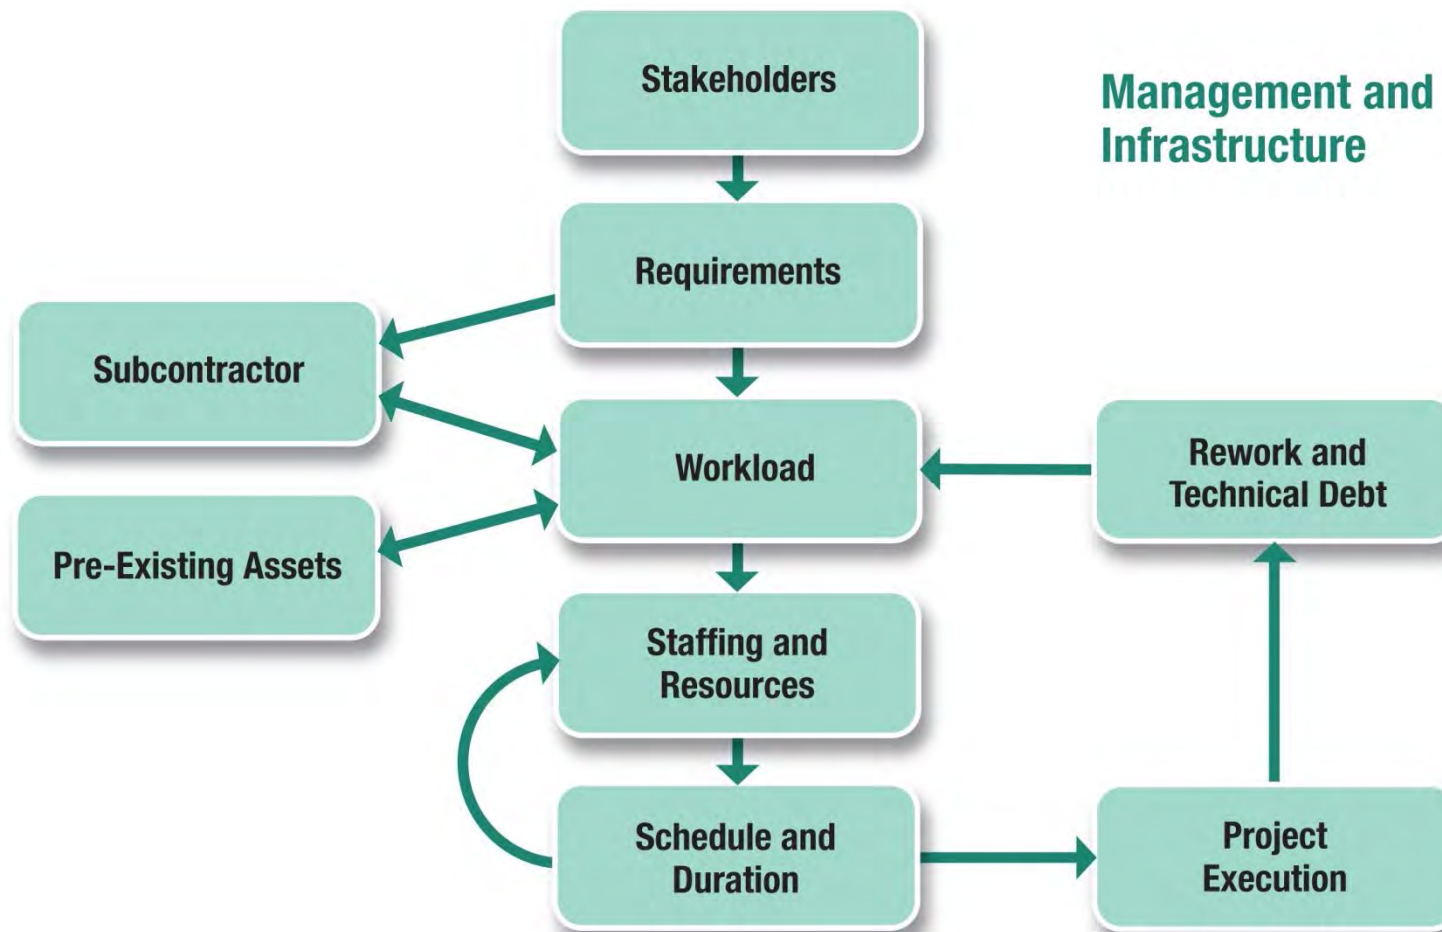 Stakeholders
Management and
Infrastructure
Requirements
Subcontractor
Workload
Rework and
Technical Debt
Pre-Existing Assets
Staffing and
Resources
Schedule and
Duration
Project
Execution